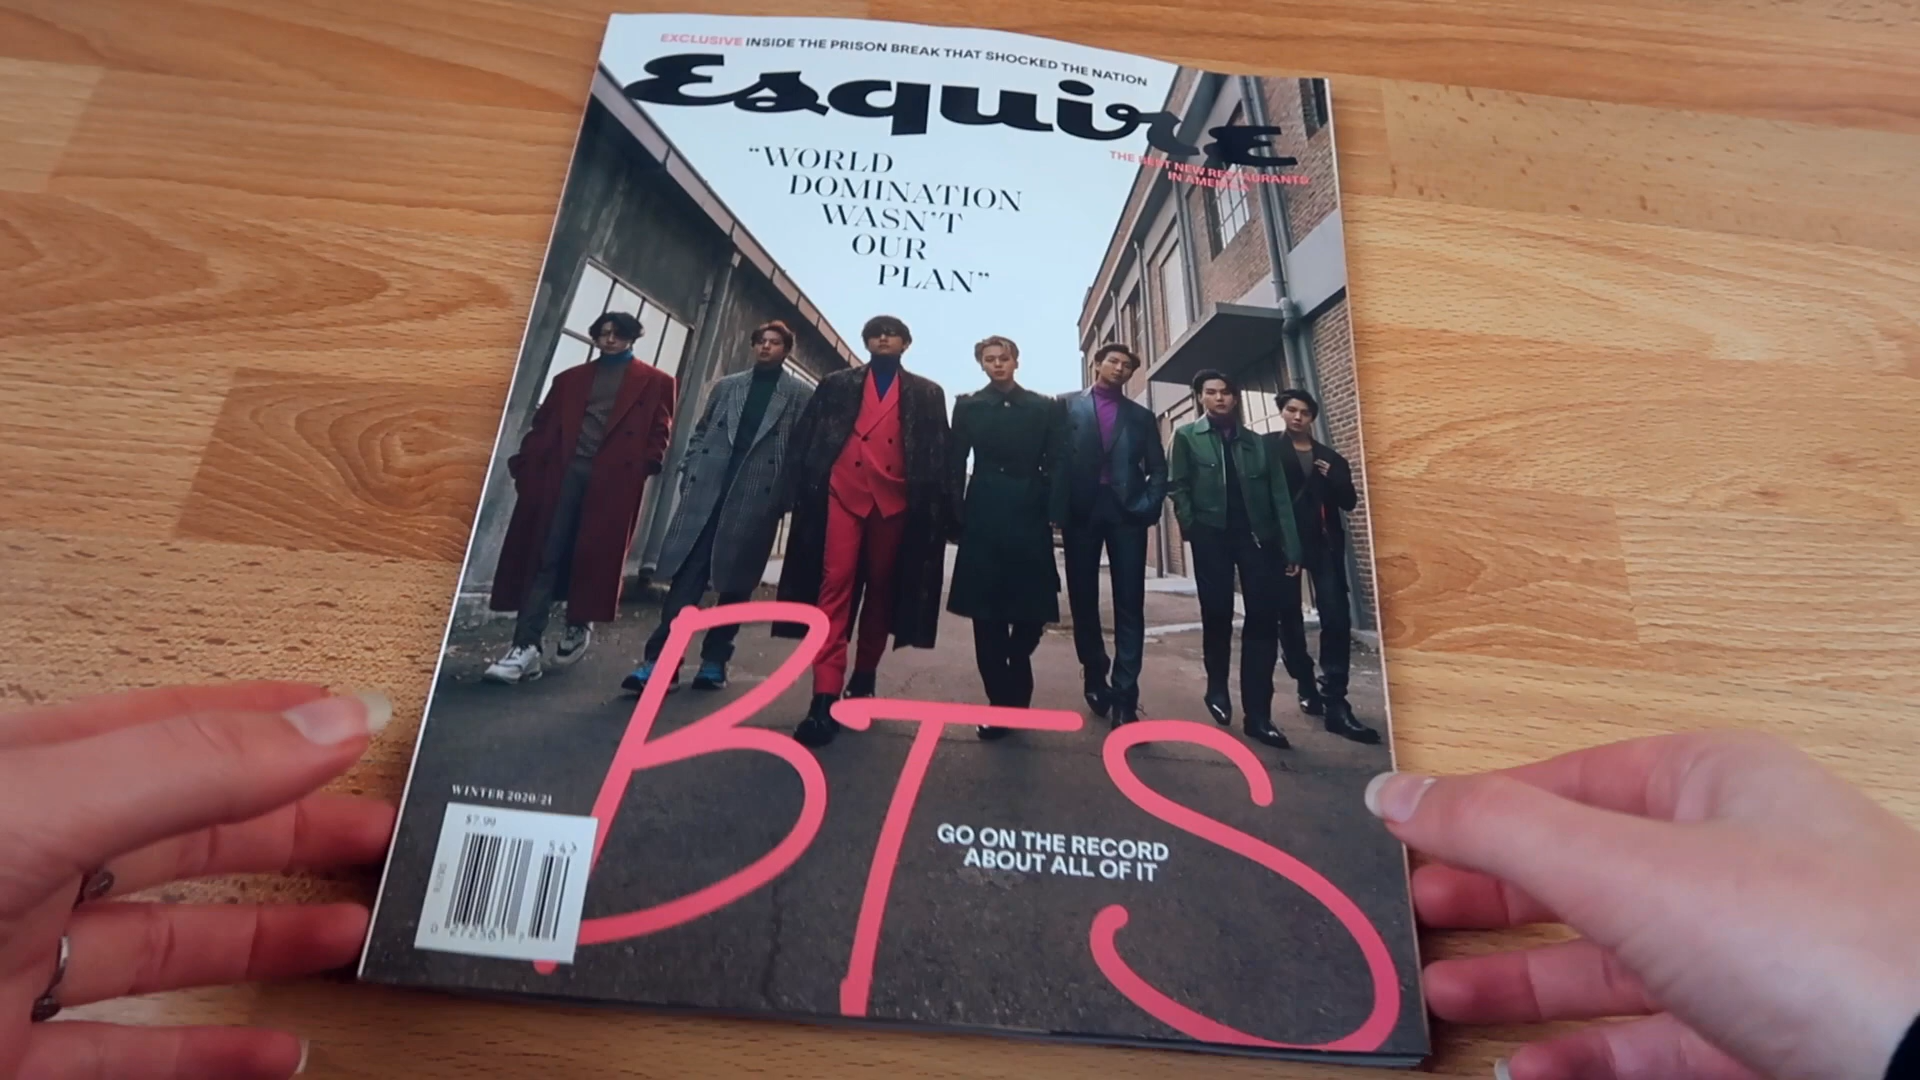 EXCLUSIVE INSIDE THE PRISON BREAK THAT SHOCKED THE NATION
Esquire
THE BEST NEW RESTAURANTS
IN AMERICA
“WORLD
DOMINATION
WASN’T
OUR
PLAN”
BTS
GO ON THE RECORD
ABOUT ALL OF IT
WINTER 2020/21
$7.99
54>